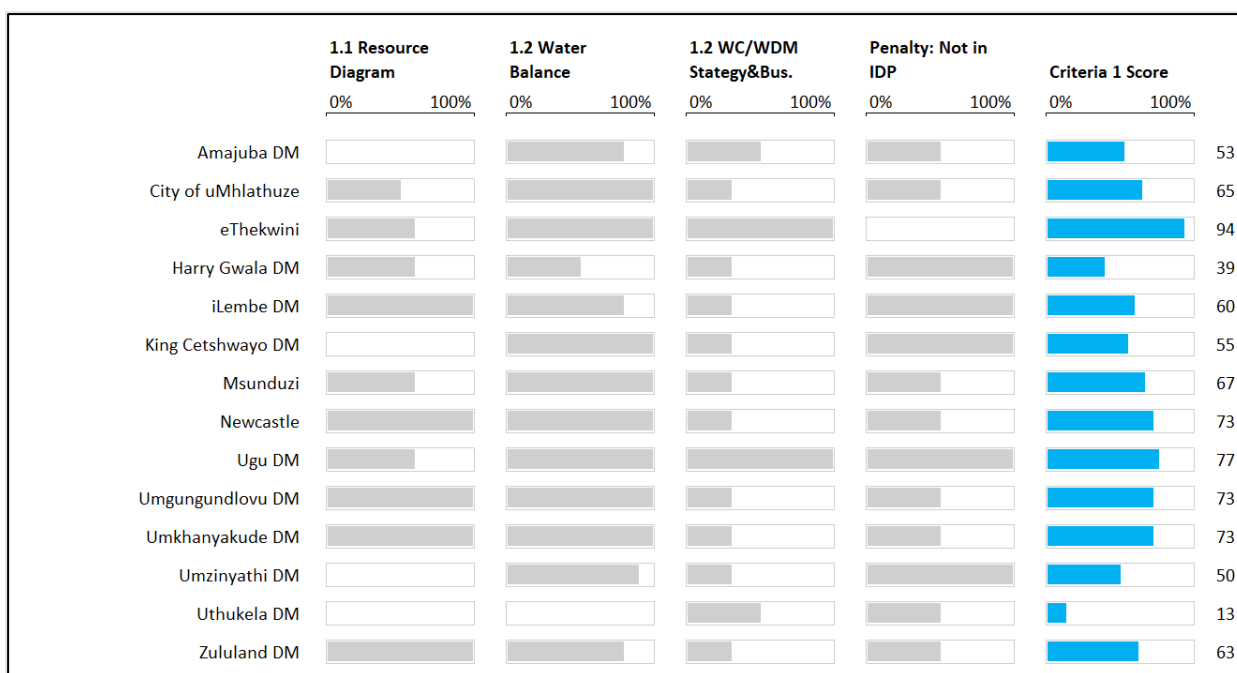 1.1 Resource Diagram
1.2 Water Balance
1.2 WC/WDM Stategy&Bus.
Penalty: Not in IDP
Criteria 1 Score
0% 100% 0% 100% 0% 100% 0% 100% 0% 100%
Amajuba DM 53
City of uMhlathuze 65
eThekwini 94
Harry Gwala DM 39
iLembe DM 60
King Cetshwayo DM 55
Msunduzi 67
Newcastle 73
Ugu DM 77
Umgungundlovu DM 73
Umkhanyakude DM 73
Umzinyathi DM 50
Uthukela DM 13
Zululand DM 63